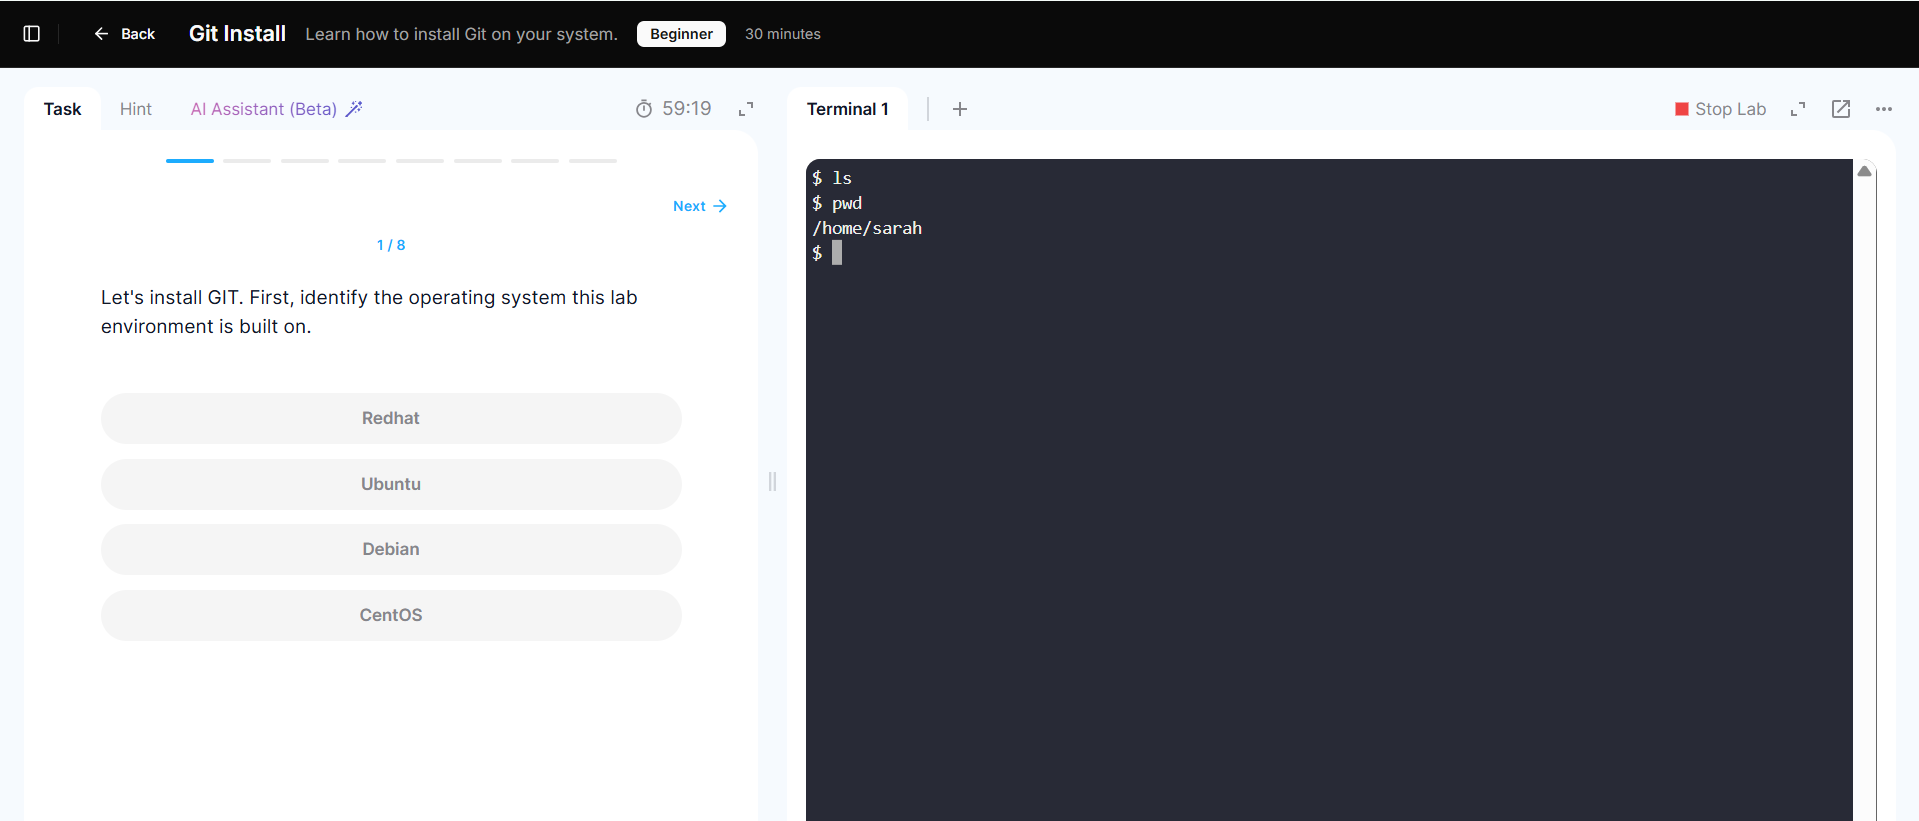 Back
Git Install
Learn how to install Git on your system.
Beginner
30 minutes
Task
Hint
AI Assistant (Beta)
59:19
Next
1 / 8
Let's install GIT. First, identify the operating system this lab
environment is built on.
Redhat
Ubuntu
Debian
CentOS
Terminal 1
Stop Lab
$ ls
$ pwd
/home/sarah
$